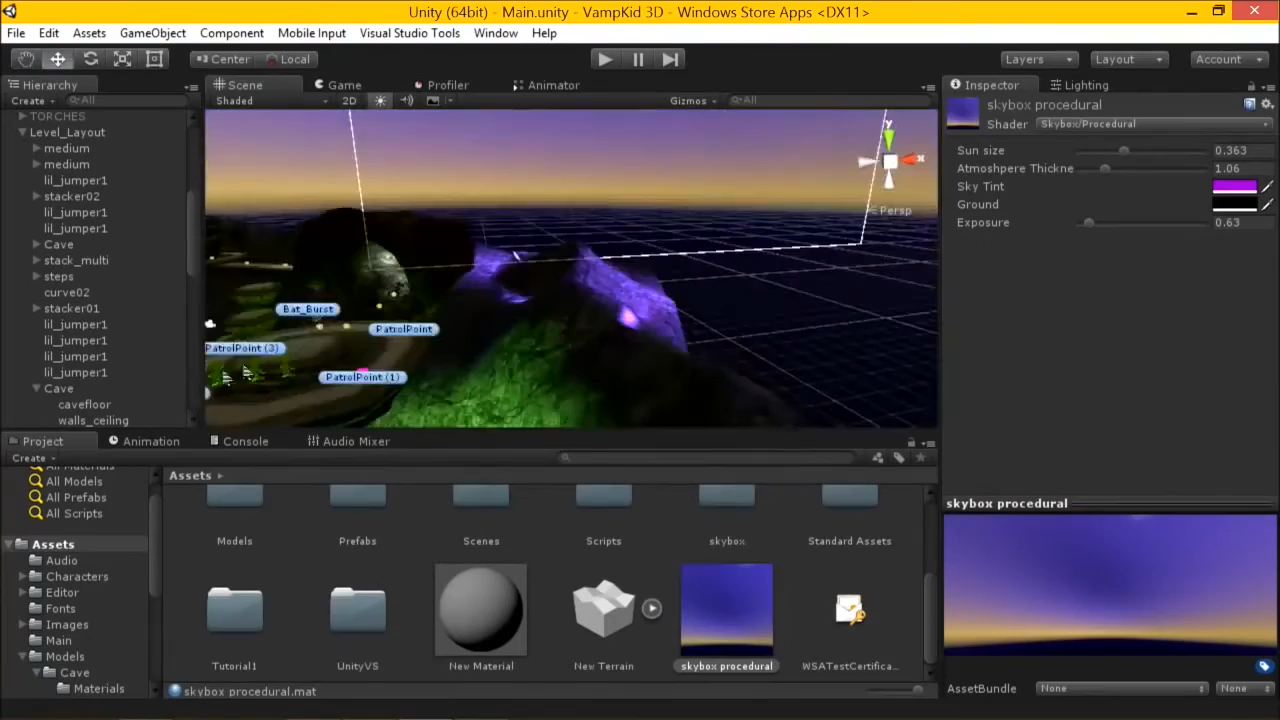 Unity (64bit) - Main.unity - VampKid 3D - Windows Store Apps <DX11>
File Edit Assets GameObject Component Mobile Input Visual Studio Tools Window Help
Center Local Layers Layout Account
Hierarchy
Create All
TORCHES
Level_Layout
medium
medium
lil_jumper1
stacker02
lil_jumper1
lil_jumper1
Cave
stack_multi
steps
curve02
stacker01
lil_jumper1
lil_jumper1
lil_jumper1
lil_jumper1
Cave
cavefloor
walls_ceiling
Scene Game Profiler Animator
Shaded 2D Gizmos All
y
x
Persp
Bat_Burst
PatrolPoint
PatrolPoint (3)
PatrolPoint (1)
Inspector Lighting
skybox procedural
Shader Skybox/Procedural
Sun size 0.363
Atmoshpere Thickne 1.06
Sky Tint
Ground
Exposure 0.63
Project Animation Console Audio Mixer
Create
All Materials
All Models
All Prefabs
All Scripts
Assets
Audio
Characters
Editor
Fonts
Images
Main
Models
Cave
Materials
Assets
Models Prefabs Scenes Scripts skybox Standard Assets
Tutorial1 UnityVS New Material New Terrain skybox procedural WSATestCertifica...
skybox procedural.mat
skybox procedural
AssetBundle None None